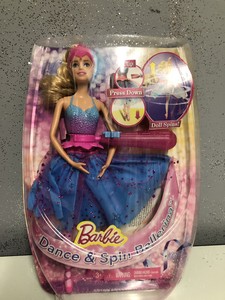 Press Down
Doll Spins!
Barbie
Dance & Spin Ballerina